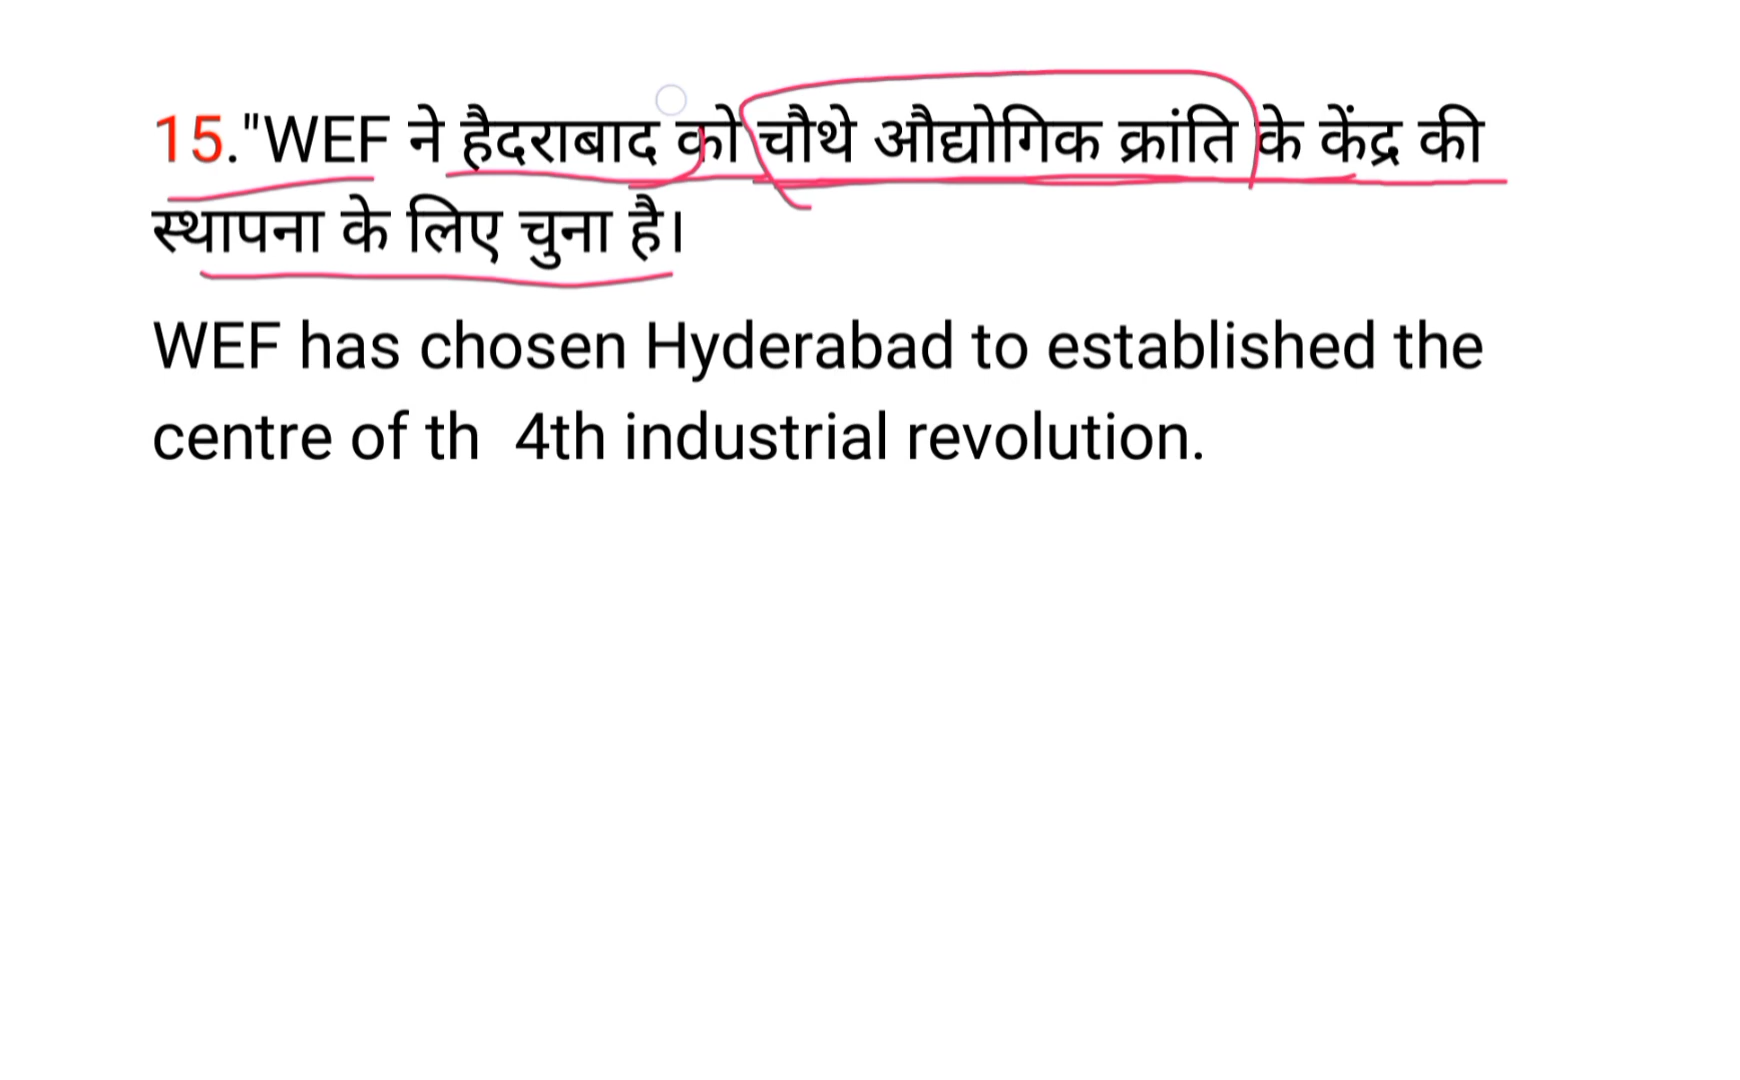 15."WEF ने हैदराबाद को चौथे औद्योगिक क्रांति के केंद्र की
स्थापना के लिए चुना है।
WEF has chosen Hyderabad to established the
centre of th 4th industrial revolution.